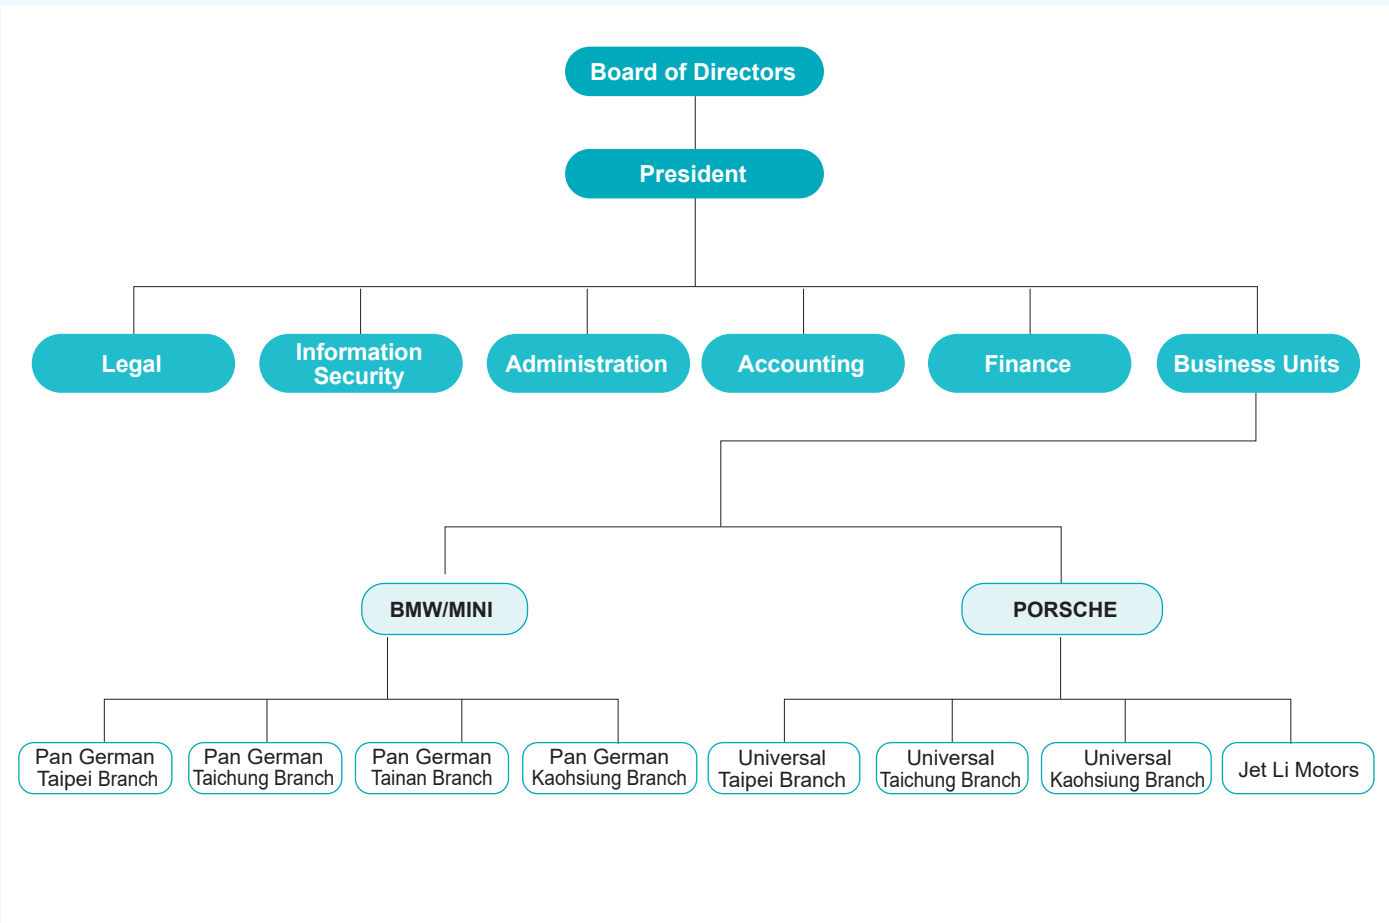 Board of Directors
President
Legal
Information
Security
Administration
Accounting
Finance
Business Units
BMW/MINI
PORSCHE
Pan German
Taipei Branch
Pan German
Taichung Branch
Pan German
Tainan Branch
Pan German
Kaohsiung Branch
Universal
Taipei Branch
Universal
Taichung Branch
Universal
Kaohsiung Branch
Jet Li Motors